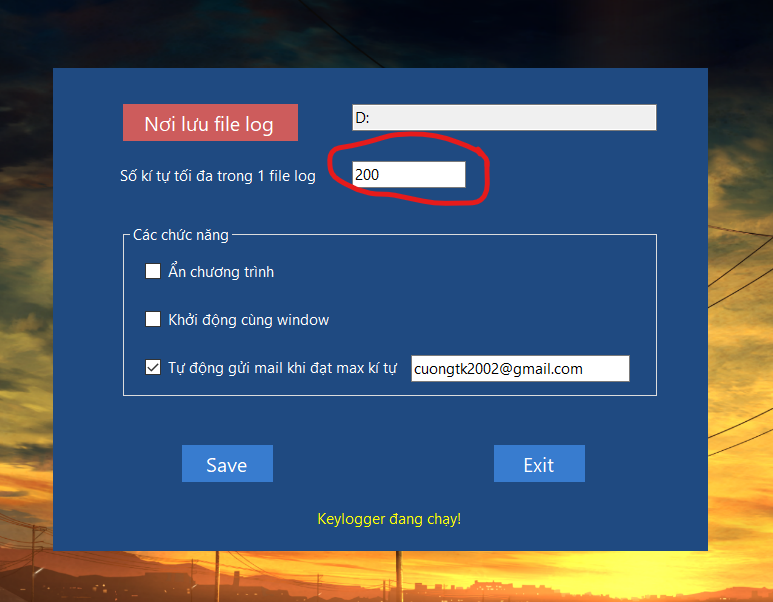 Nơi lưu file log
D:
Số kí tự tối đa trong 1 file log
200
Các chức năng
Ẩn chương trình
Khởi động cùng window
Tự động gửi mail khi đạt max kí tự
cuongtk2002@gmail.com
Save
Exit
Keylogger đang chạy!